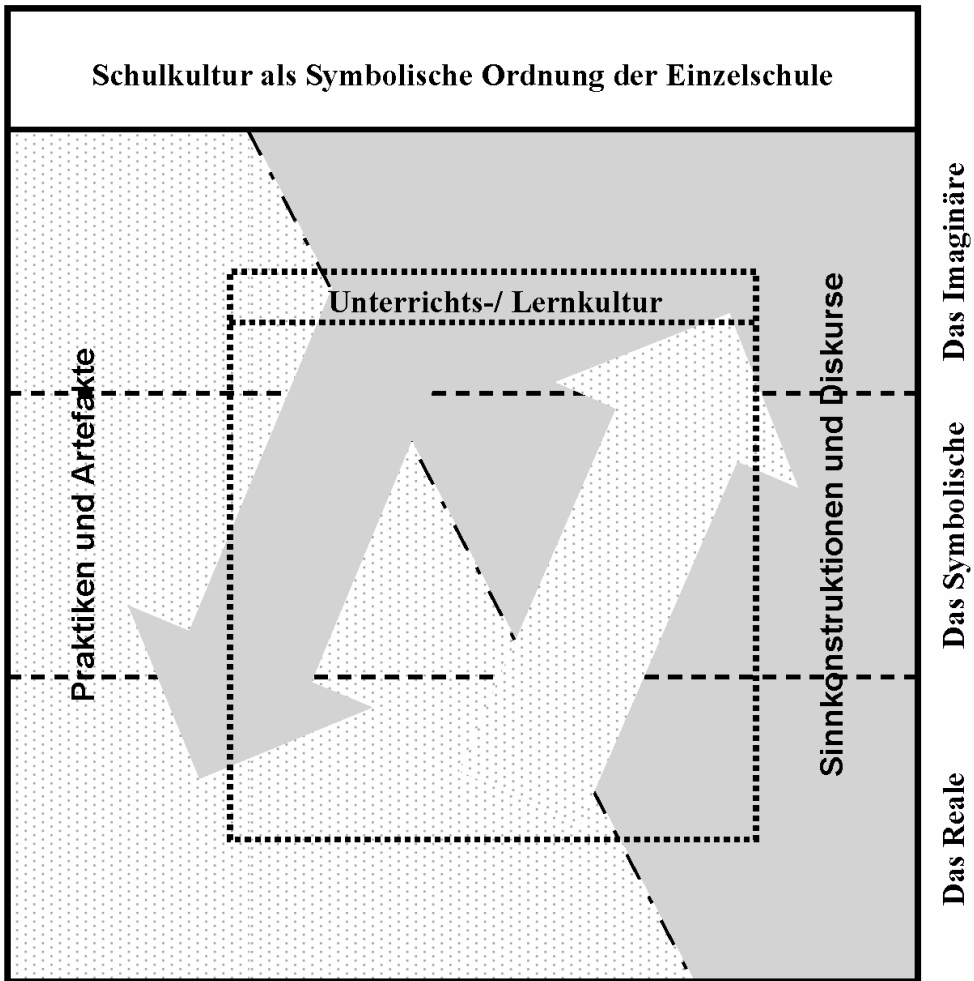 Schulkultur als Symbolische Ordnung der Einzelschule
Unterrichts-/ Lernkultur
Praktiken und Artefakte
Sinnkonstruktionen und Diskurse
Das Imaginäre
Das Symbolische
Das Reale